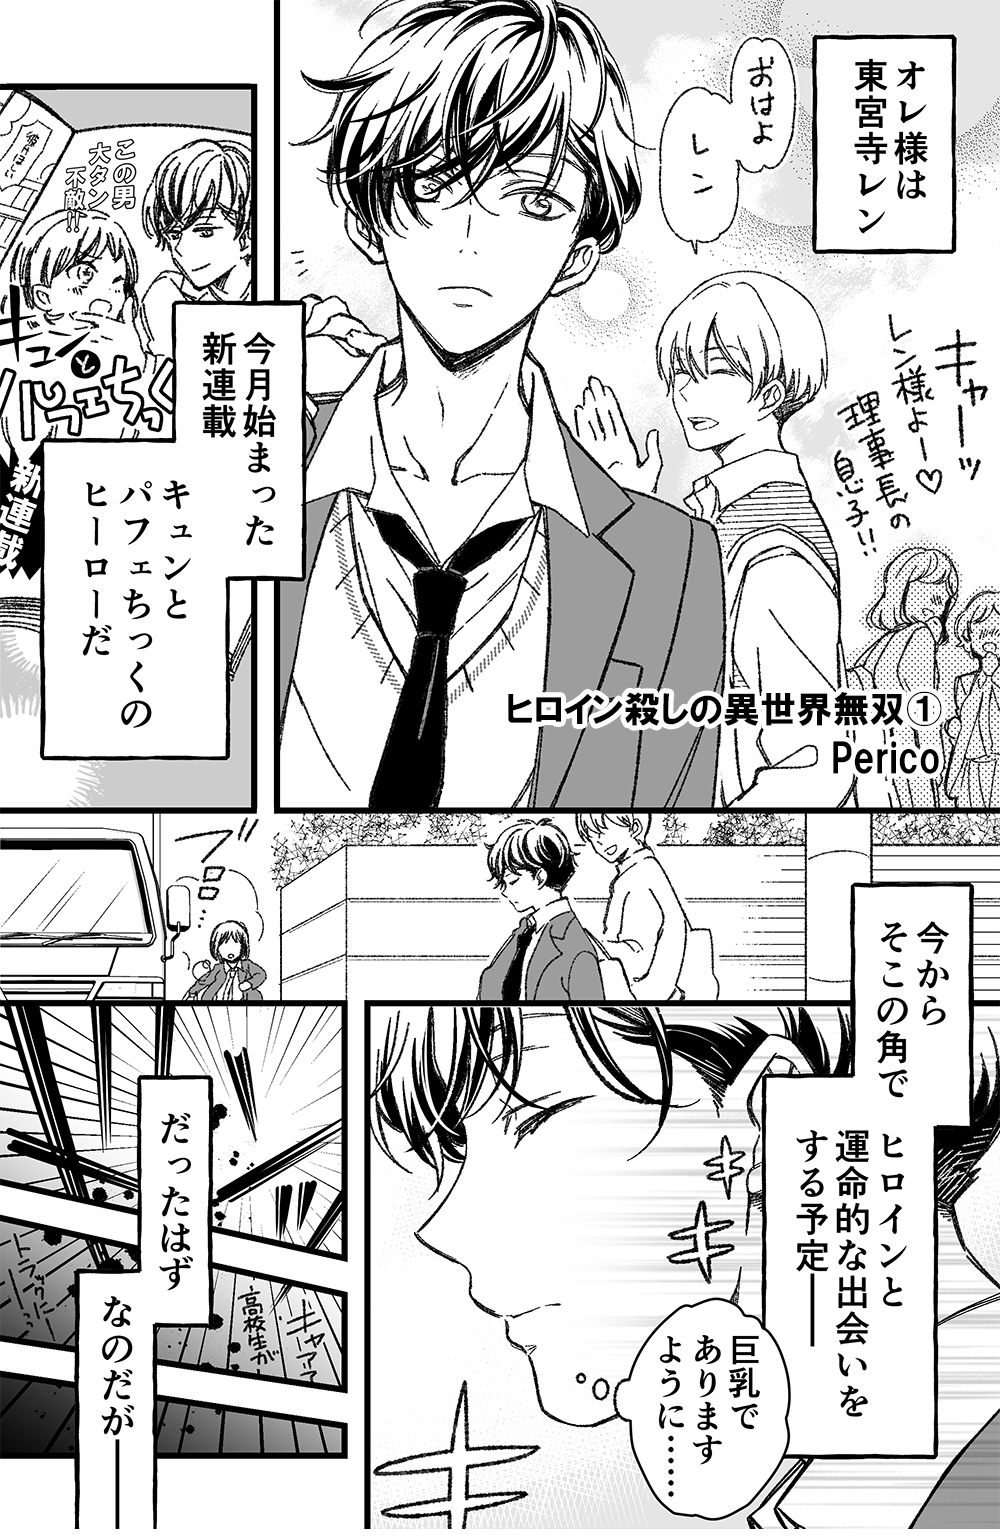 オレ様は
東宮寺レン
おはよ
レン
キャーッ
レン様よー♡
理事長の
息子!!
ヒロイン殺しの異世界無双①
Perico
今月始まった
新連載
キュンと
パフェちっくの
ヒーローだ
この男
大タン
不敵!!
キュンと
パフェちっく
新連載
今から
そこの角で
ヒロインと
運命的な出会いを
する予定――
ブロロ…
巨乳で
あります
ように……
だったはず
なのだが――
トラックに
高校生が
キャアアア